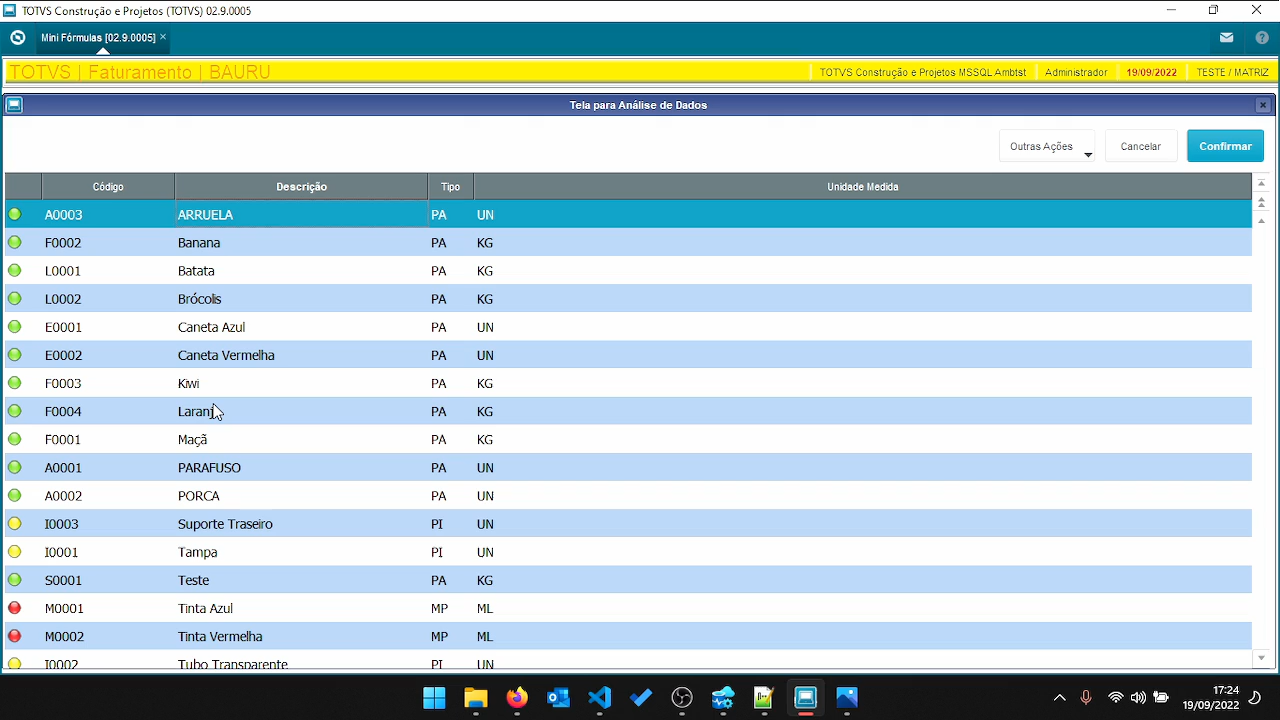 TOTVS Construção e Projetos (TOTVS) 02.9.0005
Mini Fórmulas [02.9.0005]
TOTVS | Faturamento | BAURU
TOTVS Construção e Projetos MSSQL Ambtst
Administrador
19/09/2022
TESTE / MATRIZ
Tela para Análise de Dados
Outras Ações
Cancelar
Confirmar
Código Descrição Tipo Unidade Medida
A0003 ARRUELA PA UN
F0002 Banana PA KG
L0001 Batata PA KG
L0002 Brócolis PA KG
E0001 Caneta Azul PA UN
E0002 Caneta Vermelha PA UN
F0003 Kiwi PA KG
F0004 Laranja PA KG
F0001 Maçã PA KG
A0001 PARAFUSO PA UN
A0002 PORCA PA UN
I0003 Suporte Traseiro PI UN
I0001 Tampa PI UN
S0001 Teste PA KG
M0001 Tinta Azul MP ML
M0002 Tinta Vermelha MP ML
I0002 Tubo Transparente PI UN
17:24
19/09/2022